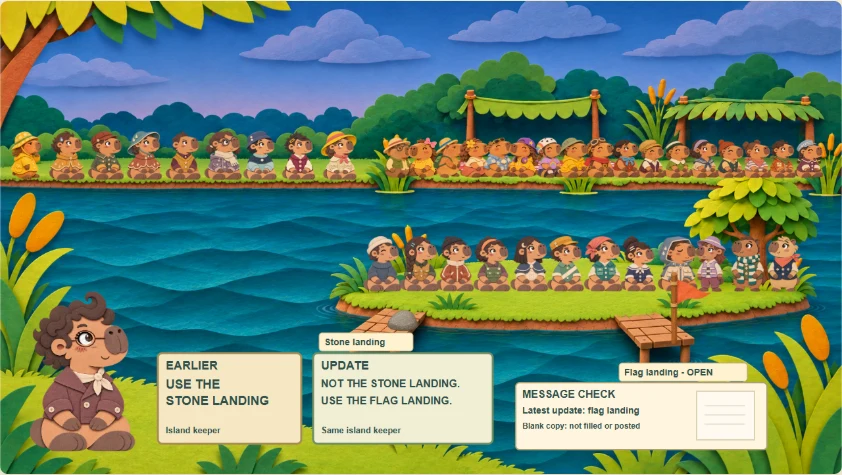 Stone landing
EARLIER
USE THE
STONE LANDING
Island keeper
UPDATE
NOT THE STONE LANDING.
USE THE FLAG LANDING.
Same island keeper
Flag landing - OPEN
MESSAGE CHECK
Latest update: flag landing
Blank copy: not filled or posted